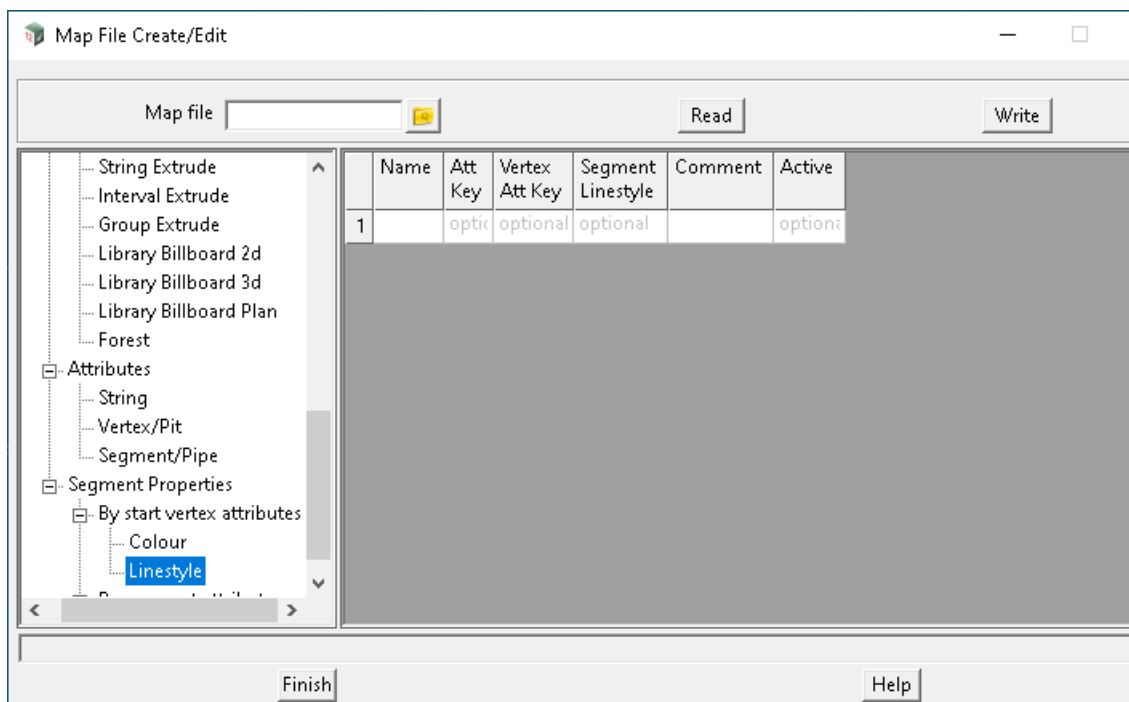 Map File Create/Edit
Map file
Read
Write
String Extrude
Interval Extrude
Group Extrude
Library Billboard 2d
Library Billboard 3d
Library Billboard Plan
Forest
Attributes
String
Vertex/Pit
Segment/Pipe
Segment Properties
By start vertex attributes
Colour
Linestyle
Name Att Key Vertex Att Key Segment Linestyle Comment Active
1 optic optional optional optiona
Finish
Help